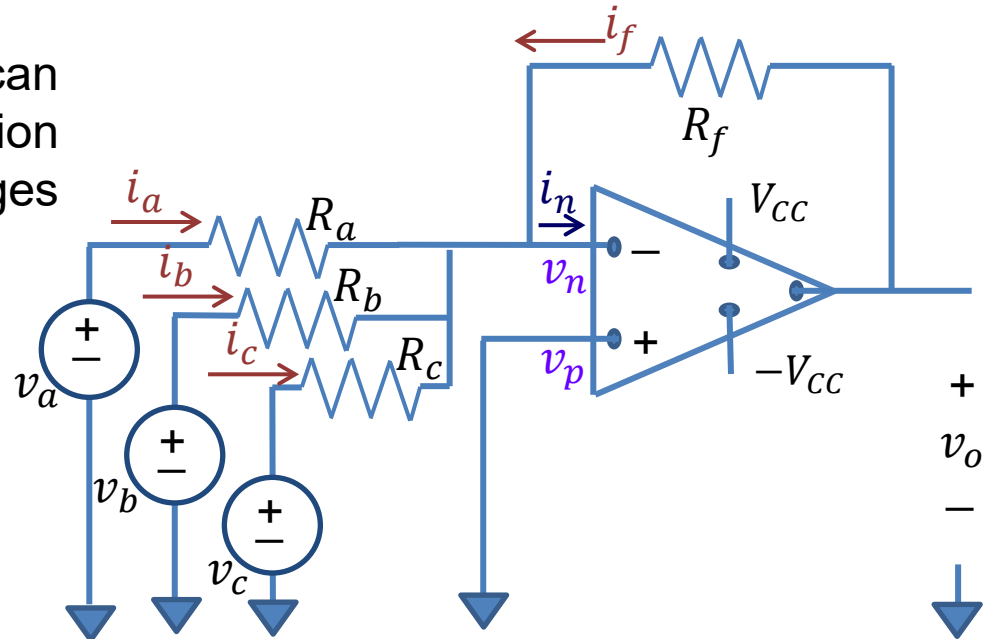 can
ion
ges
i_f
R_f
i_a
R_a
i_n
V_CC
i_b
R_b
v_n
−
i_c
R_c
v_p
+
−V_CC
+
−
v_a
+
−
v_b
+
−
v_c
+
v_o
−